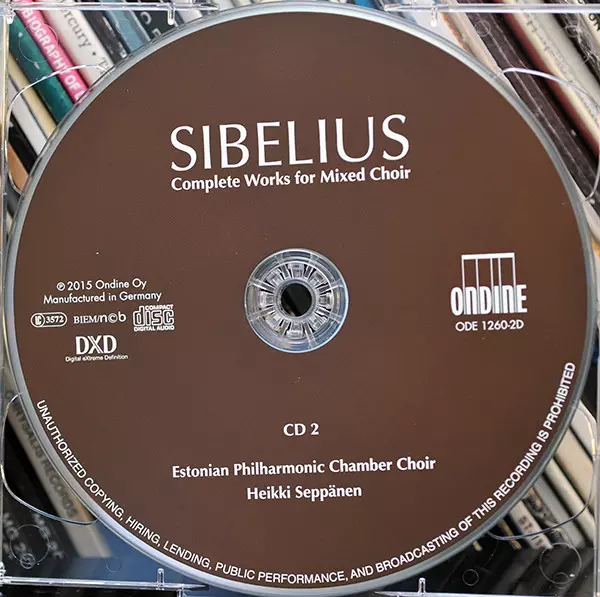 SIBELIUS
Complete Works for Mixed Choir
℗ 2015 Ondine Oy
Manufactured in Germany
LC 3572
BIEM/n©b
COMPACT
disc
DIGITAL AUDIO
DXD
Digital eXtreme Definition
ONDINE
ODE 1260-2D
CD 2
Estonian Philharmonic Chamber Choir
Heikki Seppänen
UNAUTHORIZED COPYING, HIRING, LENDING, PUBLIC PERFORMANCE, AND BROADCASTING OF THIS RECORDING IS PROHIBITED